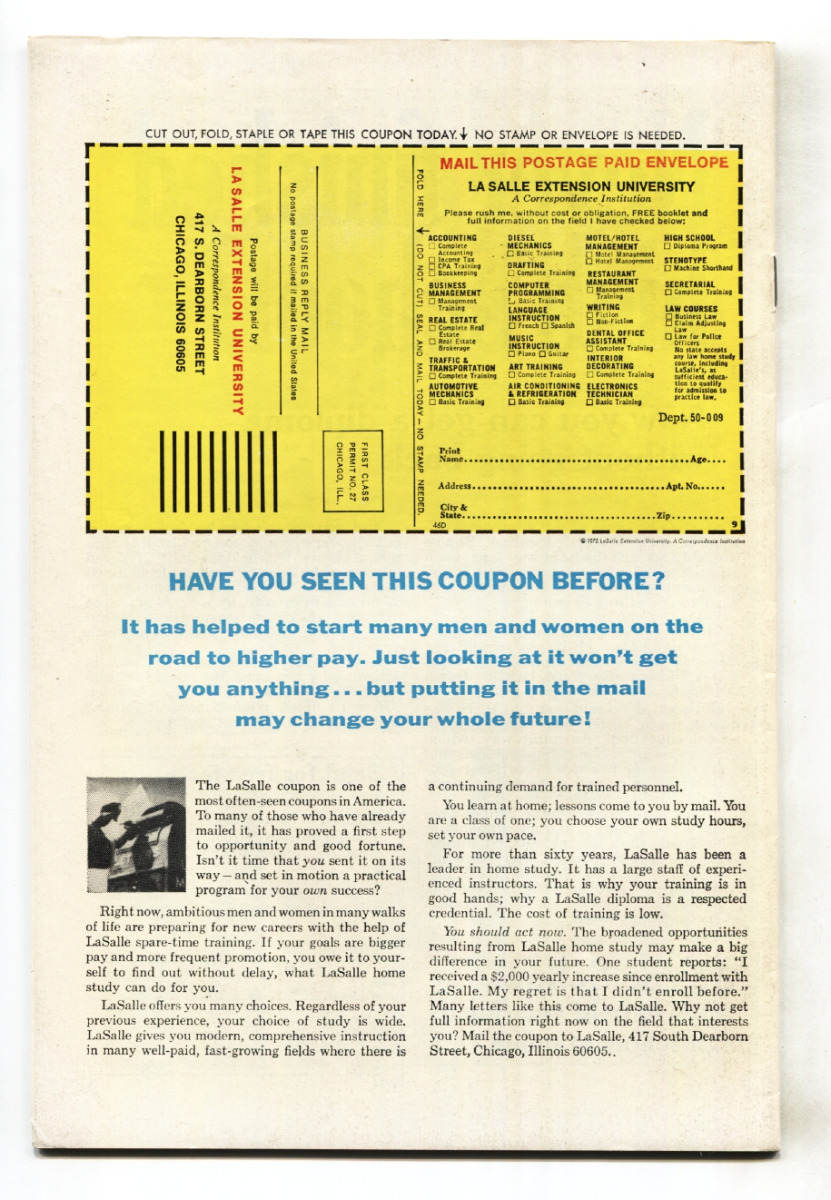 CUT OUT, FOLD, STAPLE OR TAPE THIS COUPON TODAY. ↓ NO STAMP OR ENVELOPE IS NEEDED.
Postage will be paid by
LA SALLE EXTENSION UNIVERSITY
A Correspondence Institution
417 S. DEARBORN STREET
CHICAGO, ILLINOIS 60605
BUSINESS REPLY MAIL
No postage stamp required if mailed in the United States
FIRST CLASS
PERMIT NO. 27
CHICAGO, ILL.
FOLD HERE (DO NOT CUT) SEAL AND MAIL TODAY — NO STAMP NEEDED.
MAIL THIS POSTAGE PAID ENVELOPE
LA SALLE EXTENSION UNIVERSITY
A Correspondence Institution
Please rush me, without cost or obligation, FREE booklet and
full information on the field I have checked below:
ACCOUNTING
☐ Complete
Accounting
☐ Income Tax
☐ CPA Training
☐ Bookkeeping
BUSINESS
MANAGEMENT
☐ Management
Training
REAL ESTATE
☐ Complete Real
Estate
☐ Real Estate
Brokerage
TRAFFIC &
TRANSPORTATION
☐ Complete Training
AUTOMOTIVE
MECHANICS
☐ Basic Training
DIESEL
MECHANICS
☐ Basic Training
DRAFTING
☐ Complete Training
COMPUTER
PROGRAMMING
☐ Basic Training
LANGUAGE
INSTRUCTION
☐ French ☐ Spanish
MUSIC
INSTRUCTION
☐ Piano ☐ Guitar
ART TRAINING
☐ Complete Training
AIR CONDITIONING
& REFRIGERATION
☐ Basic Training
MOTEL/HOTEL
MANAGEMENT
☐ Motel Management
☐ Hotel Management
RESTAURANT
MANAGEMENT
☐ Management
Training
WRITING
☐ Fiction
☐ Non-Fiction
DENTAL OFFICE
ASSISTANT
☐ Complete Training
INTERIOR
DECORATING
☐ Complete Training
ELECTRONICS
TECHNICIAN
☐ Basic Training
HIGH SCHOOL
☐ Diploma Program
STENOTYPE
☐ Machine Shorthand
SECRETARIAL
☐ Complete Training
LAW COURSES
☐ Business Law
☐ Claim Adjusting
Law
☐ Law for Police
Officers
No state accepts
any law home study
course, including
LaSalle's, as
sufficient educa-
tion to qualify
for admission to
practice law.
Dept. 50-009
Print
Name........Age....
Address........Apt. No......
City &
State........Zip..........
46D 9
© 1972 LaSalle Extension University, A Correspondence Institution
HAVE YOU SEEN THIS COUPON BEFORE?
It has helped to start many men and women on the
road to higher pay. Just looking at it won't get
you anything...but putting it in the mail
may change your whole future!
The LaSalle coupon is one of the
most often-seen coupons in America.
To many of those who have already
mailed it, it has proved a first step
to opportunity and good fortune.
Isn't it time that you sent it on its
way — and set in motion a practical
program for your own success?
Right now, ambitious men and women in many walks
of life are preparing for new careers with the help of
LaSalle spare-time training. If your goals are bigger
pay and more frequent promotion, you owe it to your-
self to find out without delay, what LaSalle home
study can do for you.
LaSalle offers you many choices. Regardless of your
previous experience, your choice of study is wide.
LaSalle gives you modern, comprehensive instruction
in many well-paid, fast-growing fields where there is
a continuing demand for trained personnel.
You learn at home; lessons come to you by mail. You
are a class of one; you choose your own study hours,
set your own pace.
For more than sixty years, LaSalle has been a
leader in home study. It has a large staff of experi-
enced instructors. That is why your training is in
good hands; why a LaSalle diploma is a respected
credential. The cost of training is low.
You should act now. The broadened opportunities
resulting from LaSalle home study may make a big
difference in your future. One student reports: "I
received a $2,000 yearly increase since enrollment with
LaSalle. My regret is that I didn't enroll before."
Many letters like this come to LaSalle. Why not get
full information right now on the field that interests
you? Mail the coupon to LaSalle, 417 South Dearborn
Street, Chicago, Illinois 60605..